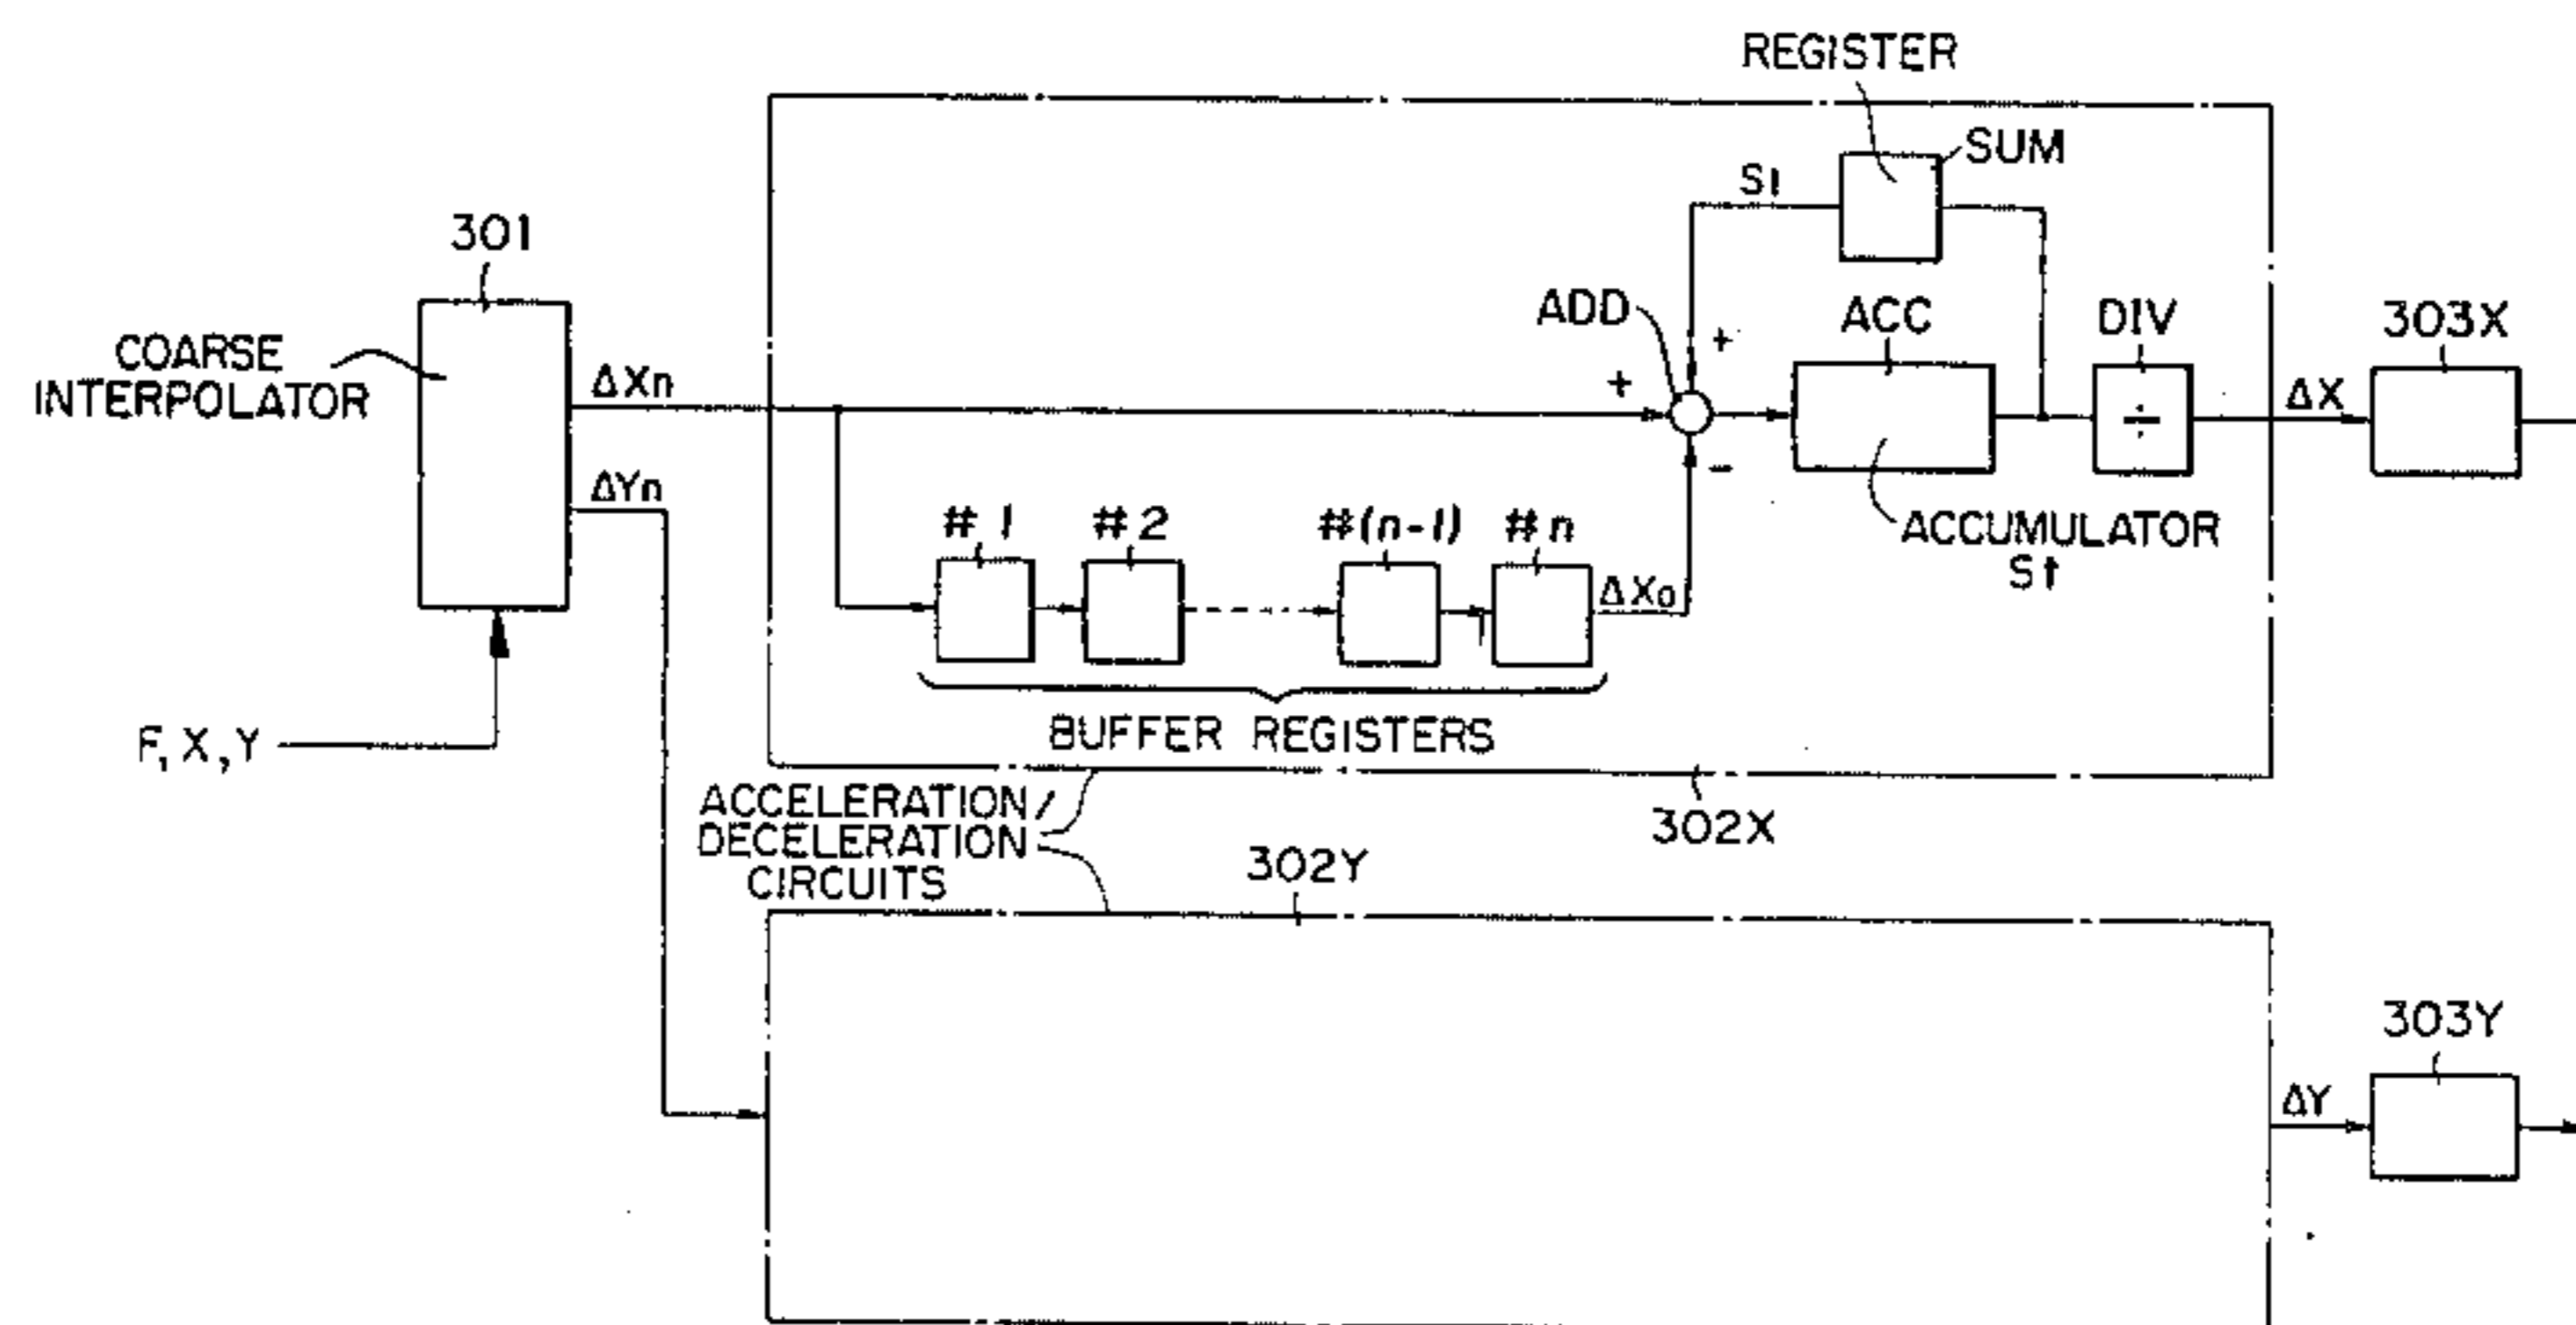 REGISTER
SUM
S1
301
ADD
ACC
DIV
303X
COARSE
INTERPOLATOR
ΔXn
+
+
÷
ΔX
ΔYn
−
#1
#2
#(n-1)
#n
ΔXo
ACCUMULATOR
St
F, X, Y
BUFFER REGISTERS
ACCELERATION/
DECELERATION
CIRCUITS
302X
302Y
303Y
ΔY